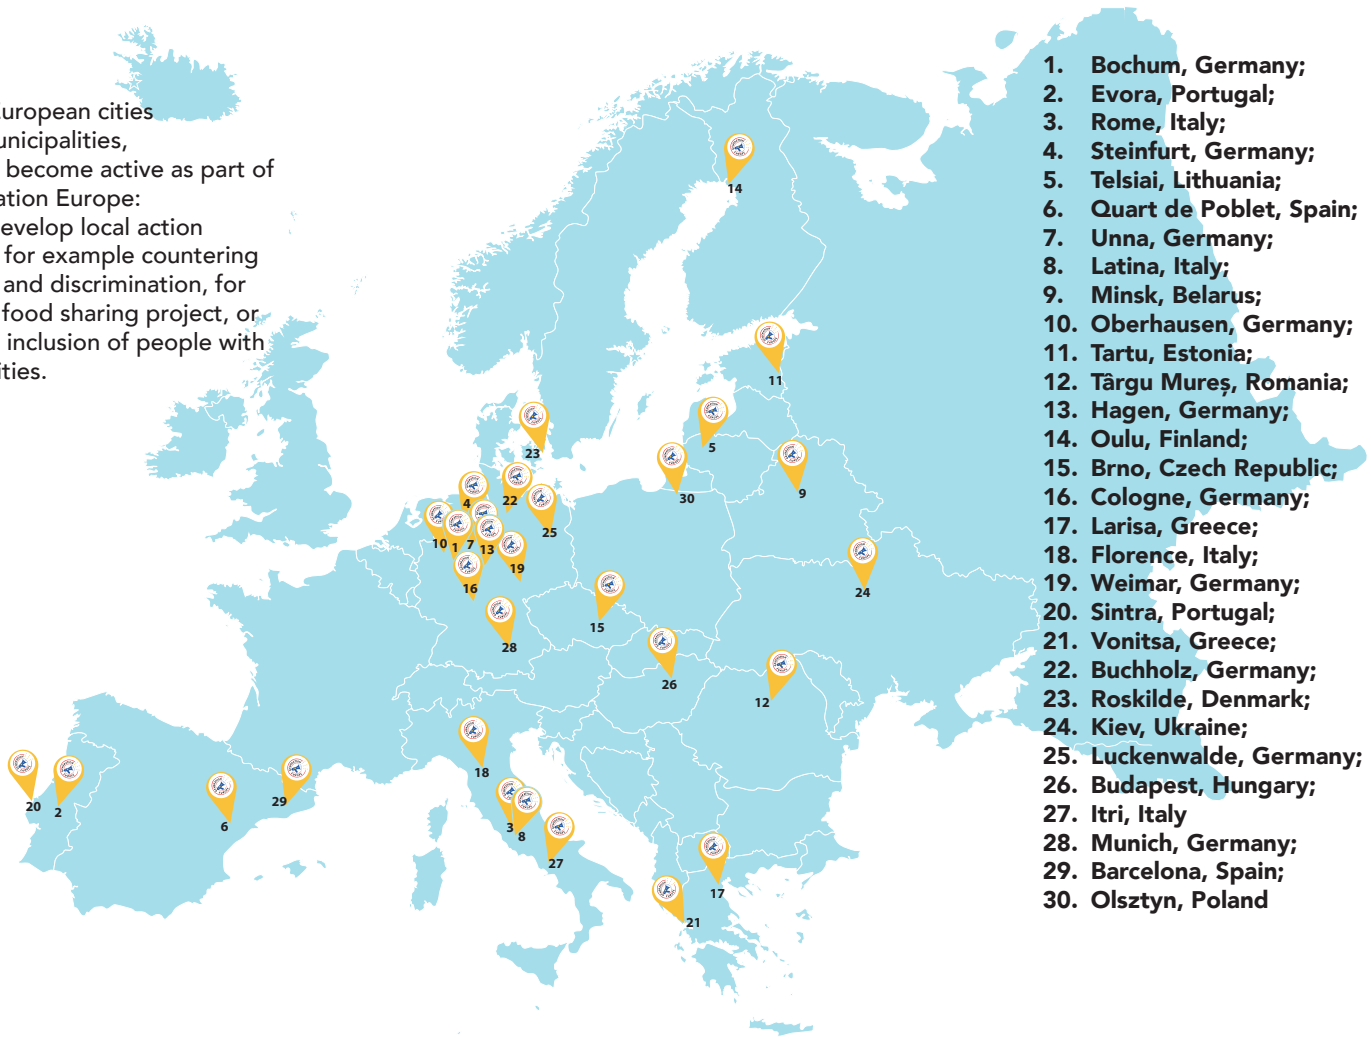 uropean cities
unicipalities,
become active as part of
ation Europe:
evelop local action
for example countering
and discrimination, for
food sharing project, or
inclusion of people with
ities.
1. Bochum, Germany;
2. Evora, Portugal;
3. Rome, Italy;
4. Steinfurt, Germany;
5. Telsiai, Lithuania;
6. Quart de Poblet, Spain;
7. Unna, Germany;
8. Latina, Italy;
9. Minsk, Belarus;
10. Oberhausen, Germany;
11. Tartu, Estonia;
12. Târgu Mureș, Romania;
13. Hagen, Germany;
14. Oulu, Finland;
15. Brno, Czech Republic;
16. Cologne, Germany;
17. Larisa, Greece;
18. Florence, Italy;
19. Weimar, Germany;
20. Sintra, Portugal;
21. Vonitsa, Greece;
22. Buchholz, Germany;
23. Roskilde, Denmark;
24. Kiev, Ukraine;
25. Luckenwalde, Germany;
26. Budapest, Hungary;
27. Itri, Italy
28. Munich, Germany;
29. Barcelona, Spain;
30. Olsztyn, Poland
14
11
5
23
30
9
4
22
25
10
1
7
13
19
16
24
15
28
26
12
18
20
2
29
6
3
8
27
17
21